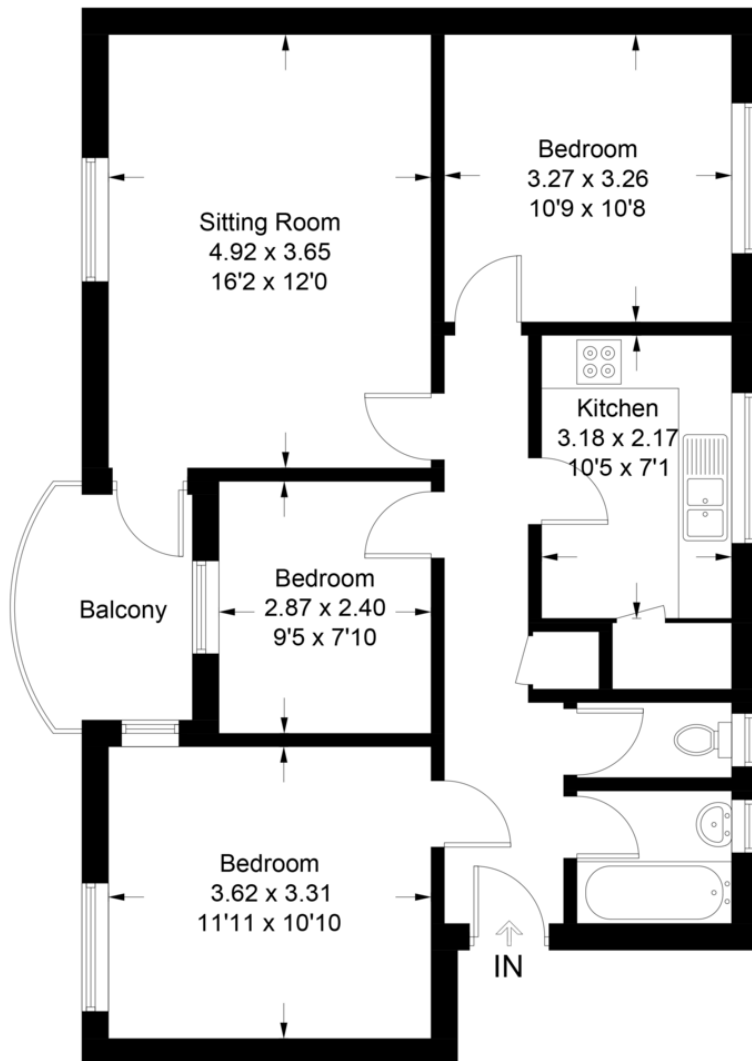 Bedroom
3.27 x 3.26
10'9 x 10'8
Sitting Room
4.92 x 3.65
16'2 x 12'0
Kitchen
3.18 x 2.17
10'5 x 7'1
Bedroom
2.87 x 2.40
9'5 x 7'10
Balcony
Bedroom
3.62 x 3.31
11'11 x 10'10
IN